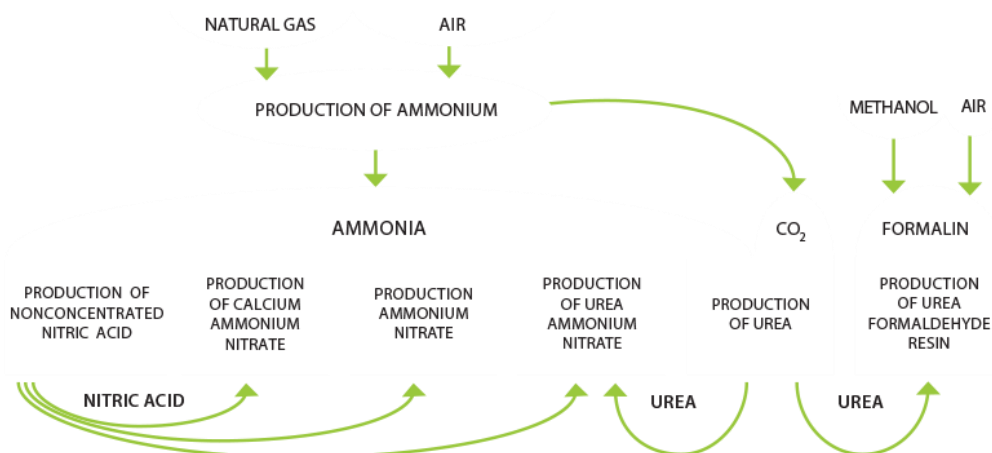 NATURAL GAS
AIR
PRODUCTION OF AMMONIUM
METHANOL
AIR
AMMONIA
CO₂
FORMALIN
PRODUCTION OF
NONCONCENTRATED
NITRIC ACID
PRODUCTION
OF CALCIUM
AMMONIUM
NITRATE
PRODUCTION
AMMONIUM
NITRATE
PRODUCTION
OF UREA
AMMONIUM
NITRATE
PRODUCTION
OF UREA
PRODUCTION
OF UREA
FORMALDEHYDE
RESIN
NITRIC ACID
UREA
UREA